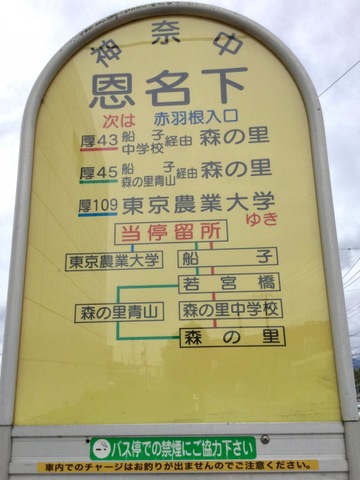 神奈中
恩名下
次は 赤羽根入口
厚43 船子中学校 経由 森の里
厚45 船子森の里青山 経由 森の里
厚109 東京農業大学
ゆき
当停留所
東京農業大学 船子
若宮橋
森の里青山 森の里中学校
森の里
バス停での禁煙にご協力下さい
車内でのチャージはお釣りが出ませんのでご注意ください。